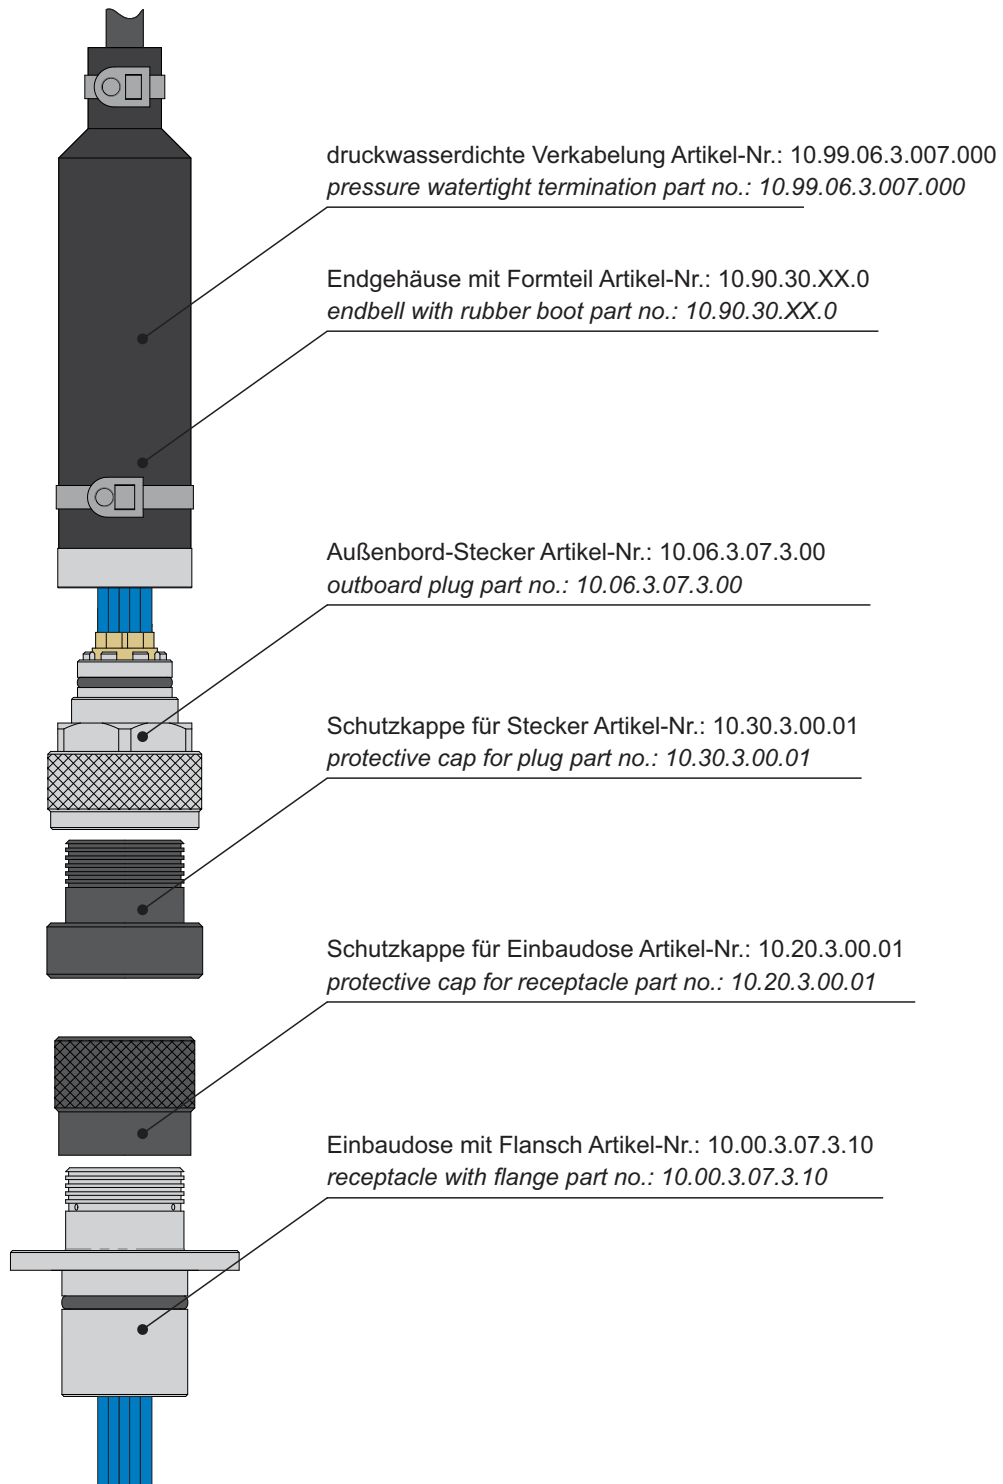 druckwasserdichte Verkabelung Artikel-Nr.: 10.99.06.3.007.000
pressure watertight termination part no.: 10.99.06.3.007.000
Endgehäuse mit Formteil Artikel-Nr.: 10.90.30.XX.0
endbell with rubber boot part no.: 10.90.30.XX.0
Außenbord-Stecker Artikel-Nr.: 10.06.3.07.3.00
outboard plug part no.: 10.06.3.07.3.00
Schutzkappe für Stecker Artikel-Nr.: 10.30.3.00.01
protective cap for plug part no.: 10.30.3.00.01
Schutzkappe für Einbaudose Artikel-Nr.: 10.20.3.00.01
protective cap for receptacle part no.: 10.20.3.00.01
Einbaudose mit Flansch Artikel-Nr.: 10.00.3.07.3.10
receptacle with flange part no.: 10.00.3.07.3.10